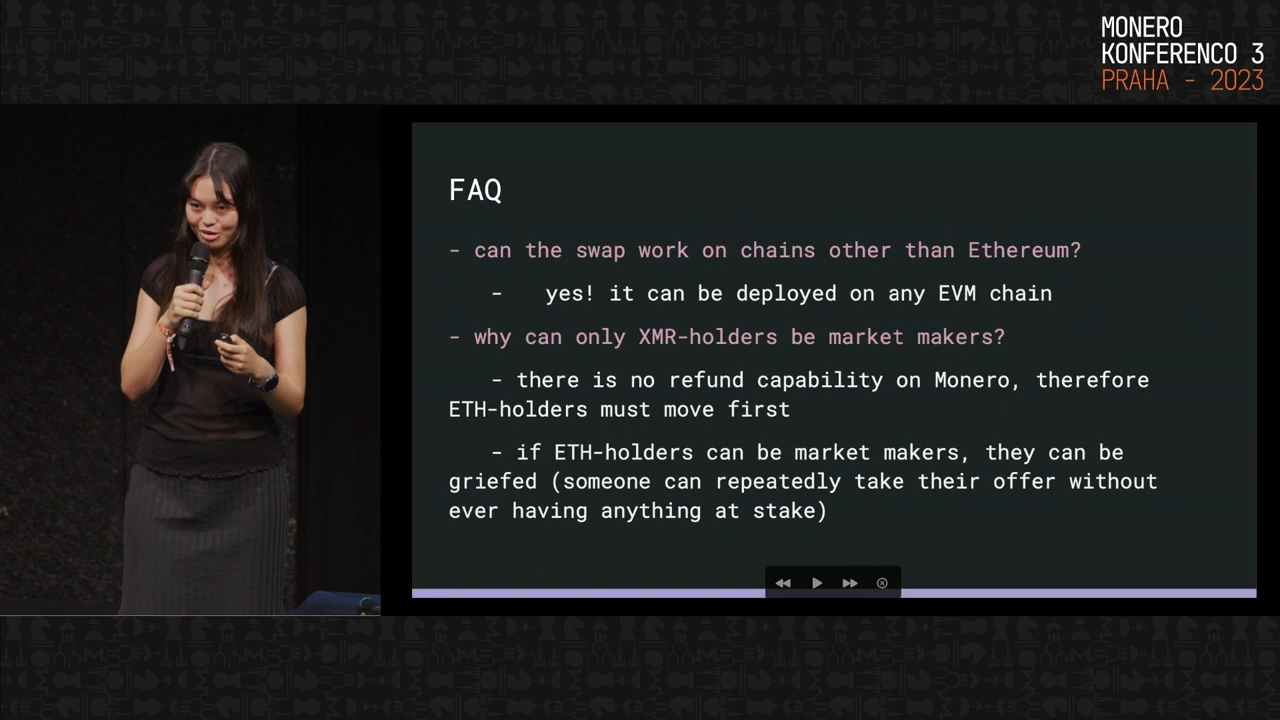 MONERO
KONFERENCO 3
PRAHA - 2023
FAQ
- can the swap work on chains other than Ethereum?
- yes! it can be deployed on any EVM chain
- why can only XMR-holders be market makers?
- there is no refund capability on Monero, therefore
ETH-holders must move first
- if ETH-holders can be market makers, they can be
griefed (someone can repeatedly take their offer without
ever having anything at stake)